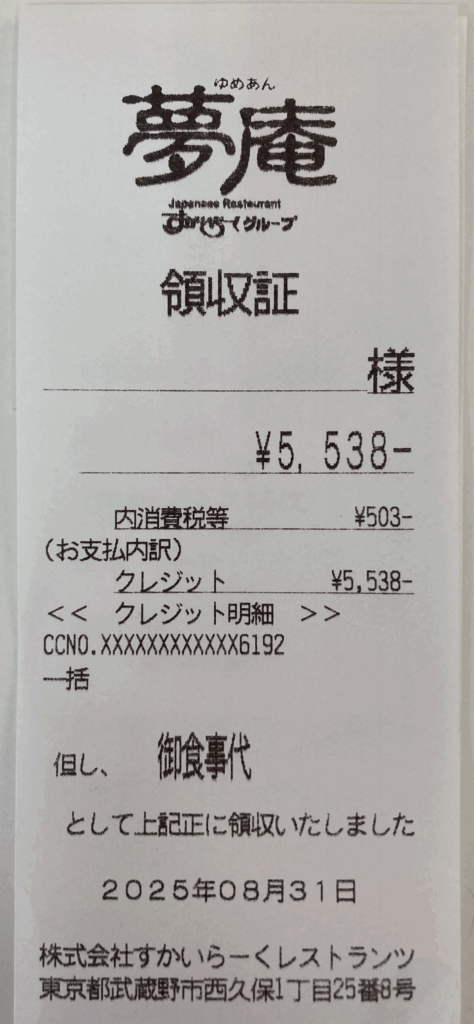 ゆめあん
夢庵
Japanese Restaurant
すかいらーくグループ
領収証
様
¥5,538-
内消費税等 ¥503-
(お支払内訳)
クレジット ¥5,538-
<< クレジット明細 >>
CCNO.XXXXXXXXXXXX6192
一括
但し、 御食事代
として上記正に領収いたしました
2025年08月31日
株式会社すかいらーくレストランツ
東京都武蔵野市西久保1丁目25番8号